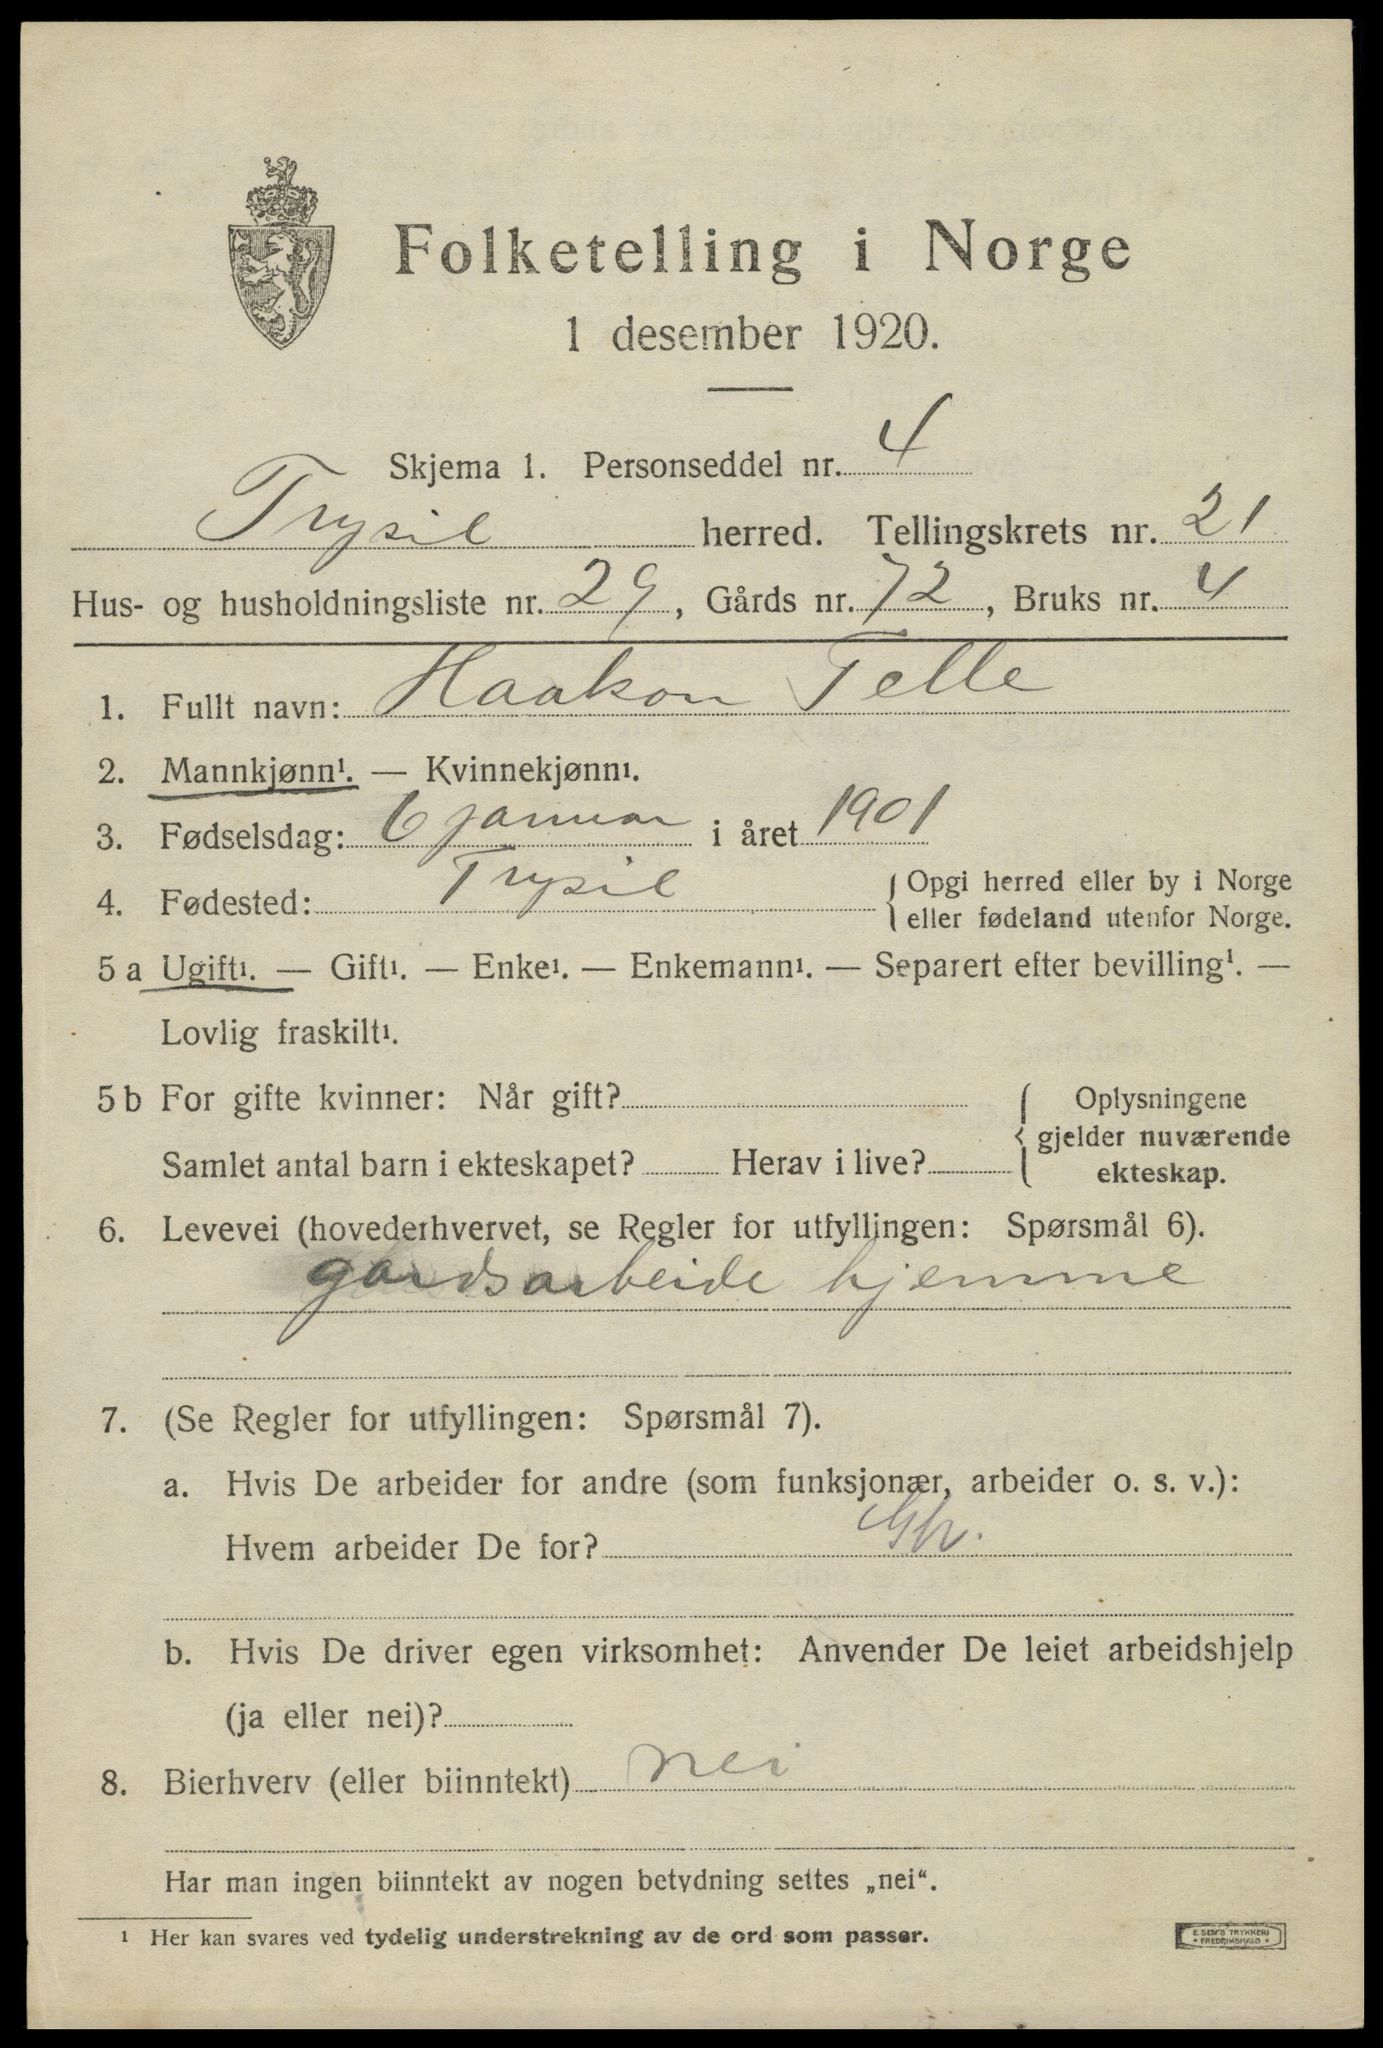 Folketelling i Norge
1 desember 1920.
Skjema 1. Personseddel nr. 4
Trysil herred. Tellingskrets nr. 21
Hus- og husholdningsliste nr. 29, Gårds nr. 72, Bruks nr. 4
1. Fullt navn: Haakon Telle
2. Mannkjønn¹. — Kvinnekjønn¹.
3. Fødselsdag: 6 januar i året 1901
4. Fødested: Trysil {Opgi herred eller by i Norge
eller fødeland utenfor Norge.
5 a Ugift¹. — Gift¹. — Enke¹. — Enkemann¹. — Separert efter bevilling¹. —
Lovlig fraskilt¹.
5 b For gifte kvinner: Når gift? { Oplysningene
gjelder nuværende
Samlet antal barn i ekteskapet? Herav i live? ekteskap.
6. Levevei (hovederhvervet, se Regler for utfyllingen: Spørsmål 6).
gardsarbeide hjemme
7. (Se Regler for utfyllingen: Spørsmål 7).
a. Hvis De arbeider for andre (som funksjonær, arbeider o. s. v.):
Hvem arbeider De for?
b. Hvis De driver egen virksomhet: Anvender De leiet arbeidshjelp
(ja eller nei)?
8. Bierhverv (eller biinntekt) nei
Har man ingen biinntekt av nogen betydning settes „nei“.
¹ Her kan svares ved tydelig understrekning av de ord som passer.
E. SEM'S TRYKKERI
• FREDRIKSHALD •